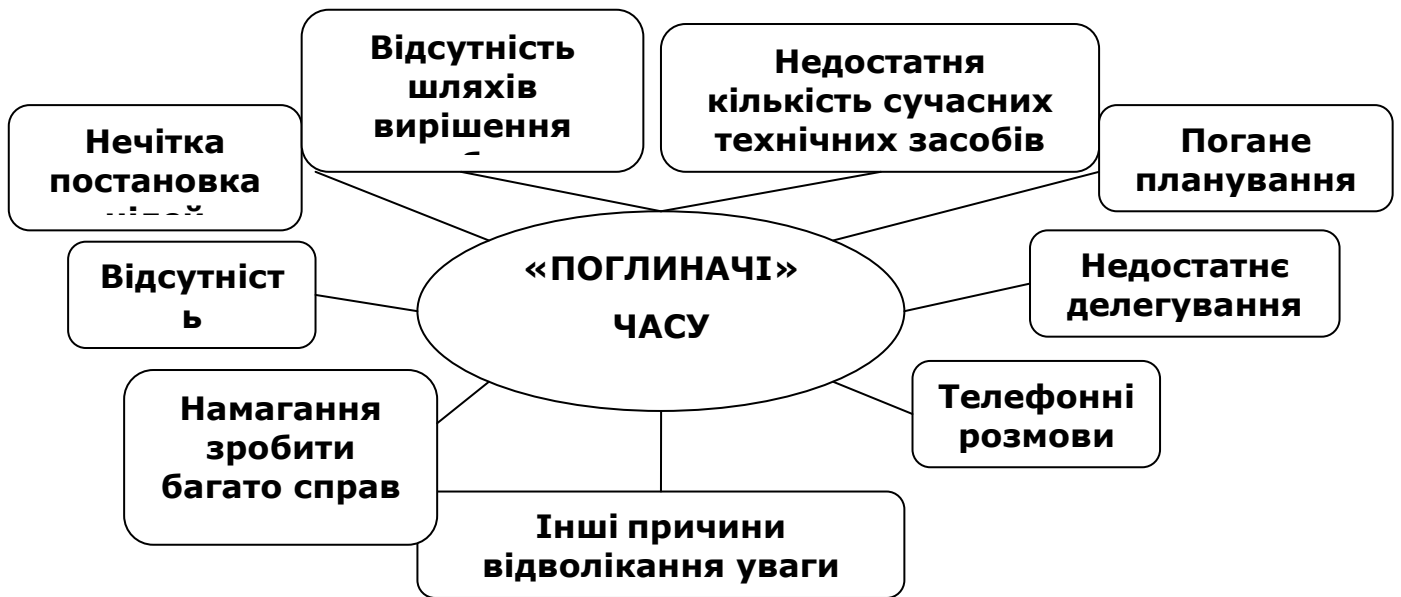 Відсутність
шляхів
вирішення
Недостатня
кількість сучасних
технічних засобів
Нечітка
постановка
Погане
планування
«ПОГЛИНАЧІ»
ЧАСУ
Відсутніст
ь
Недостатнє
делегування
Намагання
зробити
багато справ
Телефонні
розмови
Інші причини
відволікання уваги